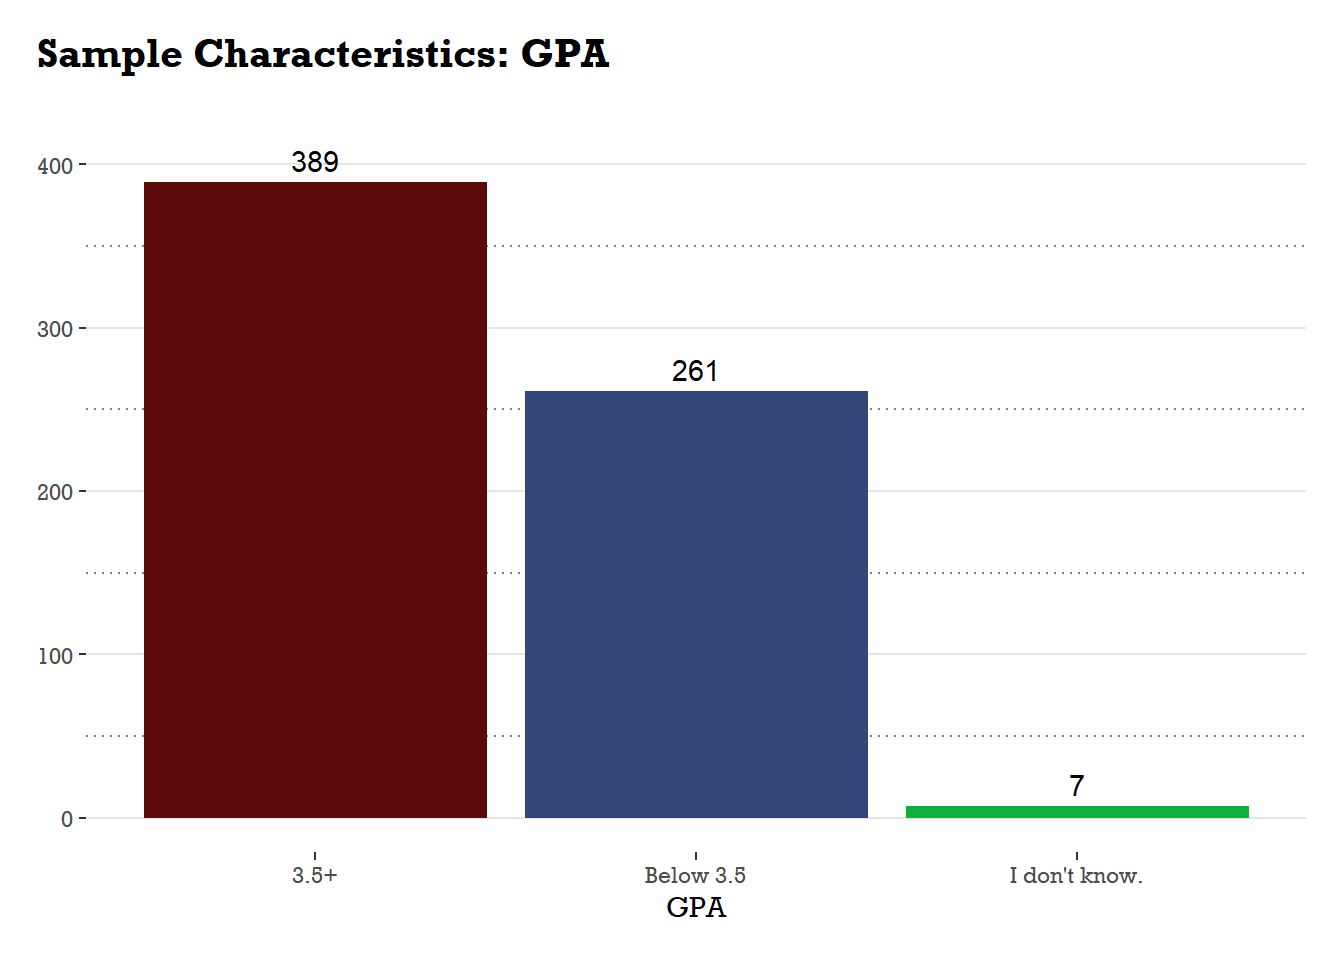 Sample Characteristics: GPA
400
300
200
100
0
389
261
7
3.5+
Below 3.5
I don't know.
GPA